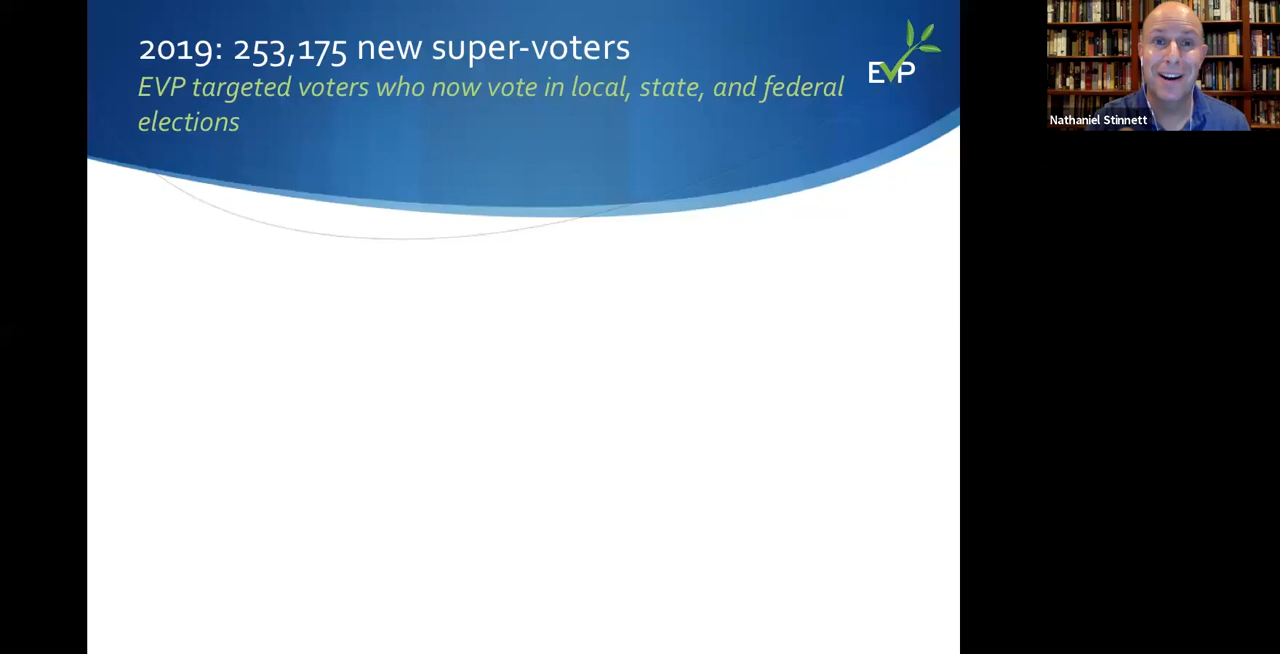 2019: 253,175 new super-voters
EVP targeted voters who now vote in local, state, and federal
elections
EVP
Nathaniel Stinnett